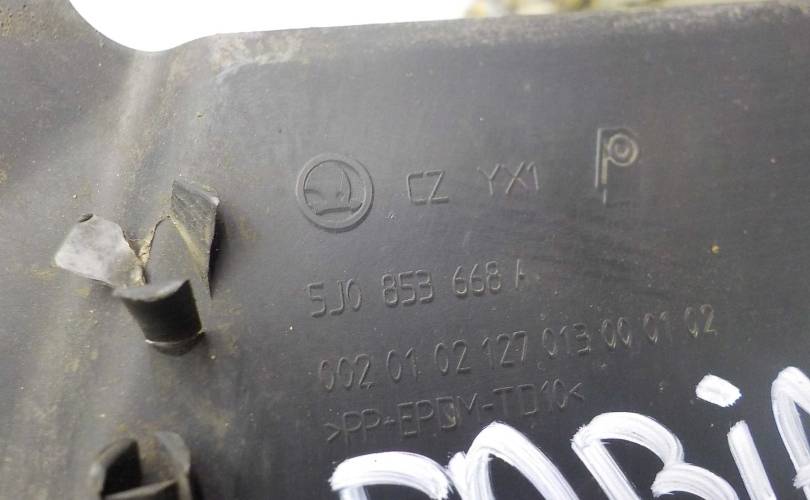 CZ YX1 P
5J0 853 668 A
002 01 02 127 013 00 01 02
>PP-EPDM-TD10<